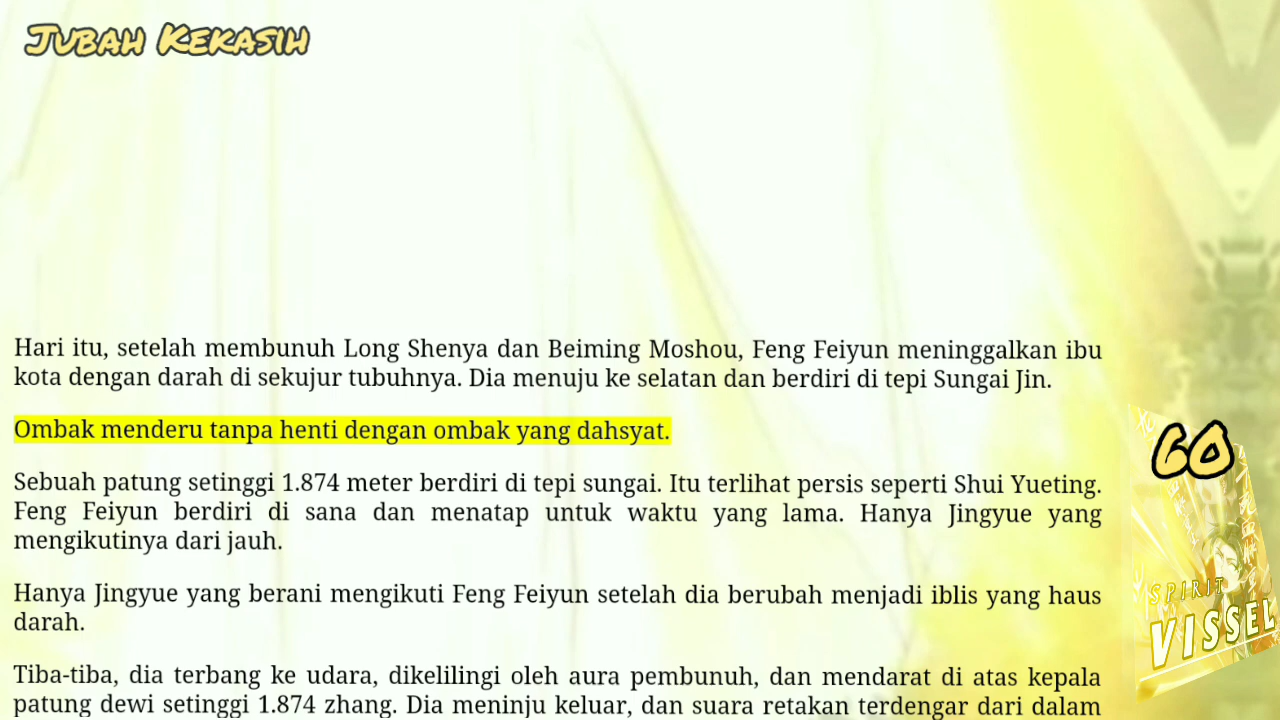 Jubah Kekasih
Hari itu, setelah membunuh Long Shenya dan Beiming Moshou, Feng Feiyun meninggalkan ibu
kota dengan darah di sekujur tubuhnya. Dia menuju ke selatan dan berdiri di tepi Sungai Jin.
Ombak menderu tanpa henti dengan ombak yang dahsyat.
Sebuah patung setinggi 1.874 meter berdiri di tepi sungai. Itu terlihat persis seperti Shui Yueting.
Feng Feiyun berdiri di sana dan menatap untuk waktu yang lama. Hanya Jingyue yang
mengikutinya dari jauh.
Hanya Jingyue yang berani mengikuti Feng Feiyun setelah dia berubah menjadi iblis yang haus
darah.
Tiba-tiba, dia terbang ke udara, dikelilingi oleh aura pembunuh, dan mendarat di atas kepala
patung dewi setinggi 1.874 zhang. Dia meninju keluar, dan suara retakan terdengar dari dalam
60
SPIRIT
VISSEL